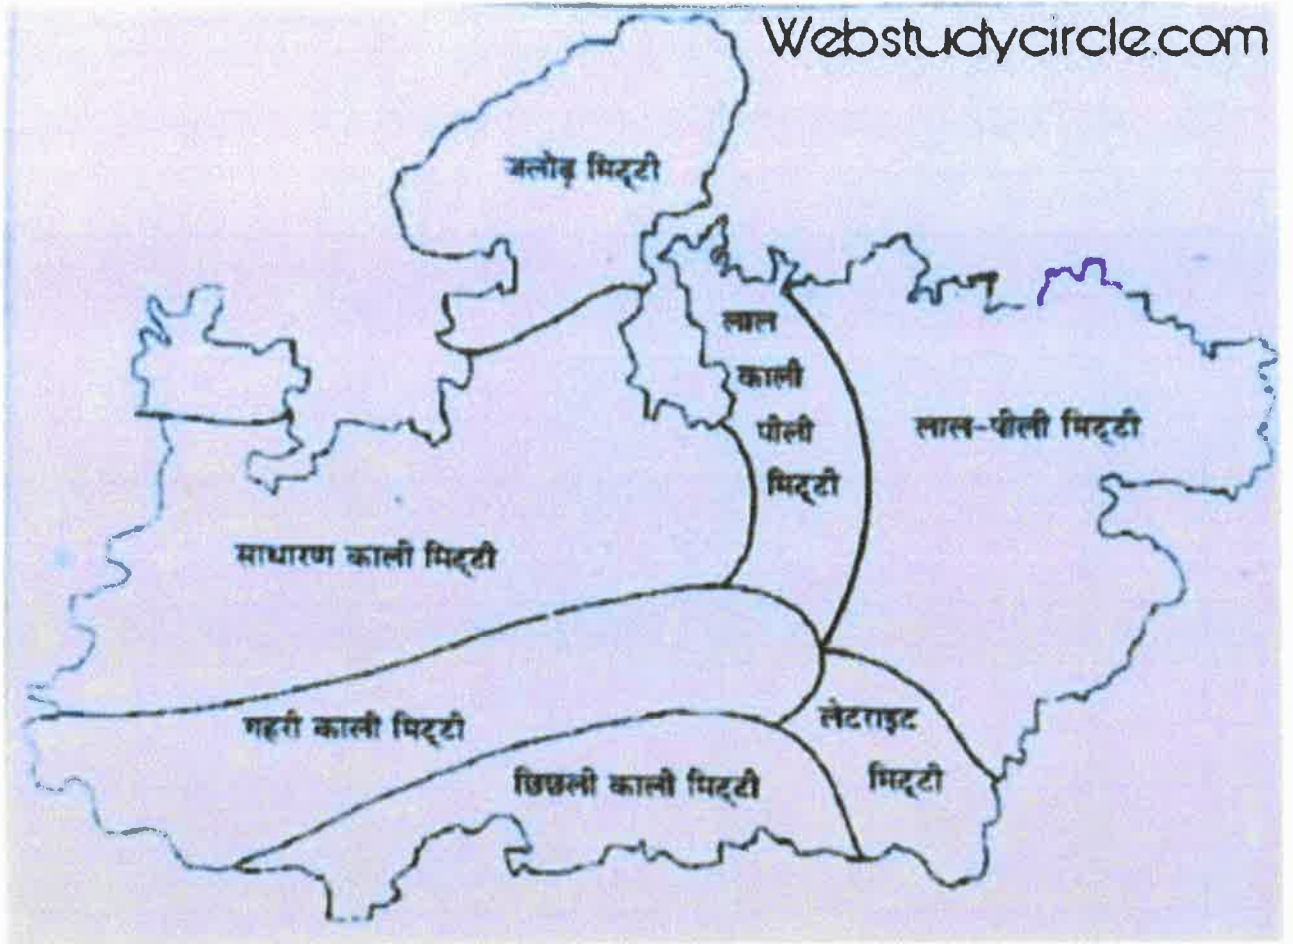 Webstudycircle.com
जलोढ़ मिट्टी
लाल
काली
पीली
मिट्टी
लाल-पीली मिट्टी
साधारण काली मिट्टी
गहरी काली मिट्टी
लेटराइट
मिट्टी
छिछली काली मिट्टी